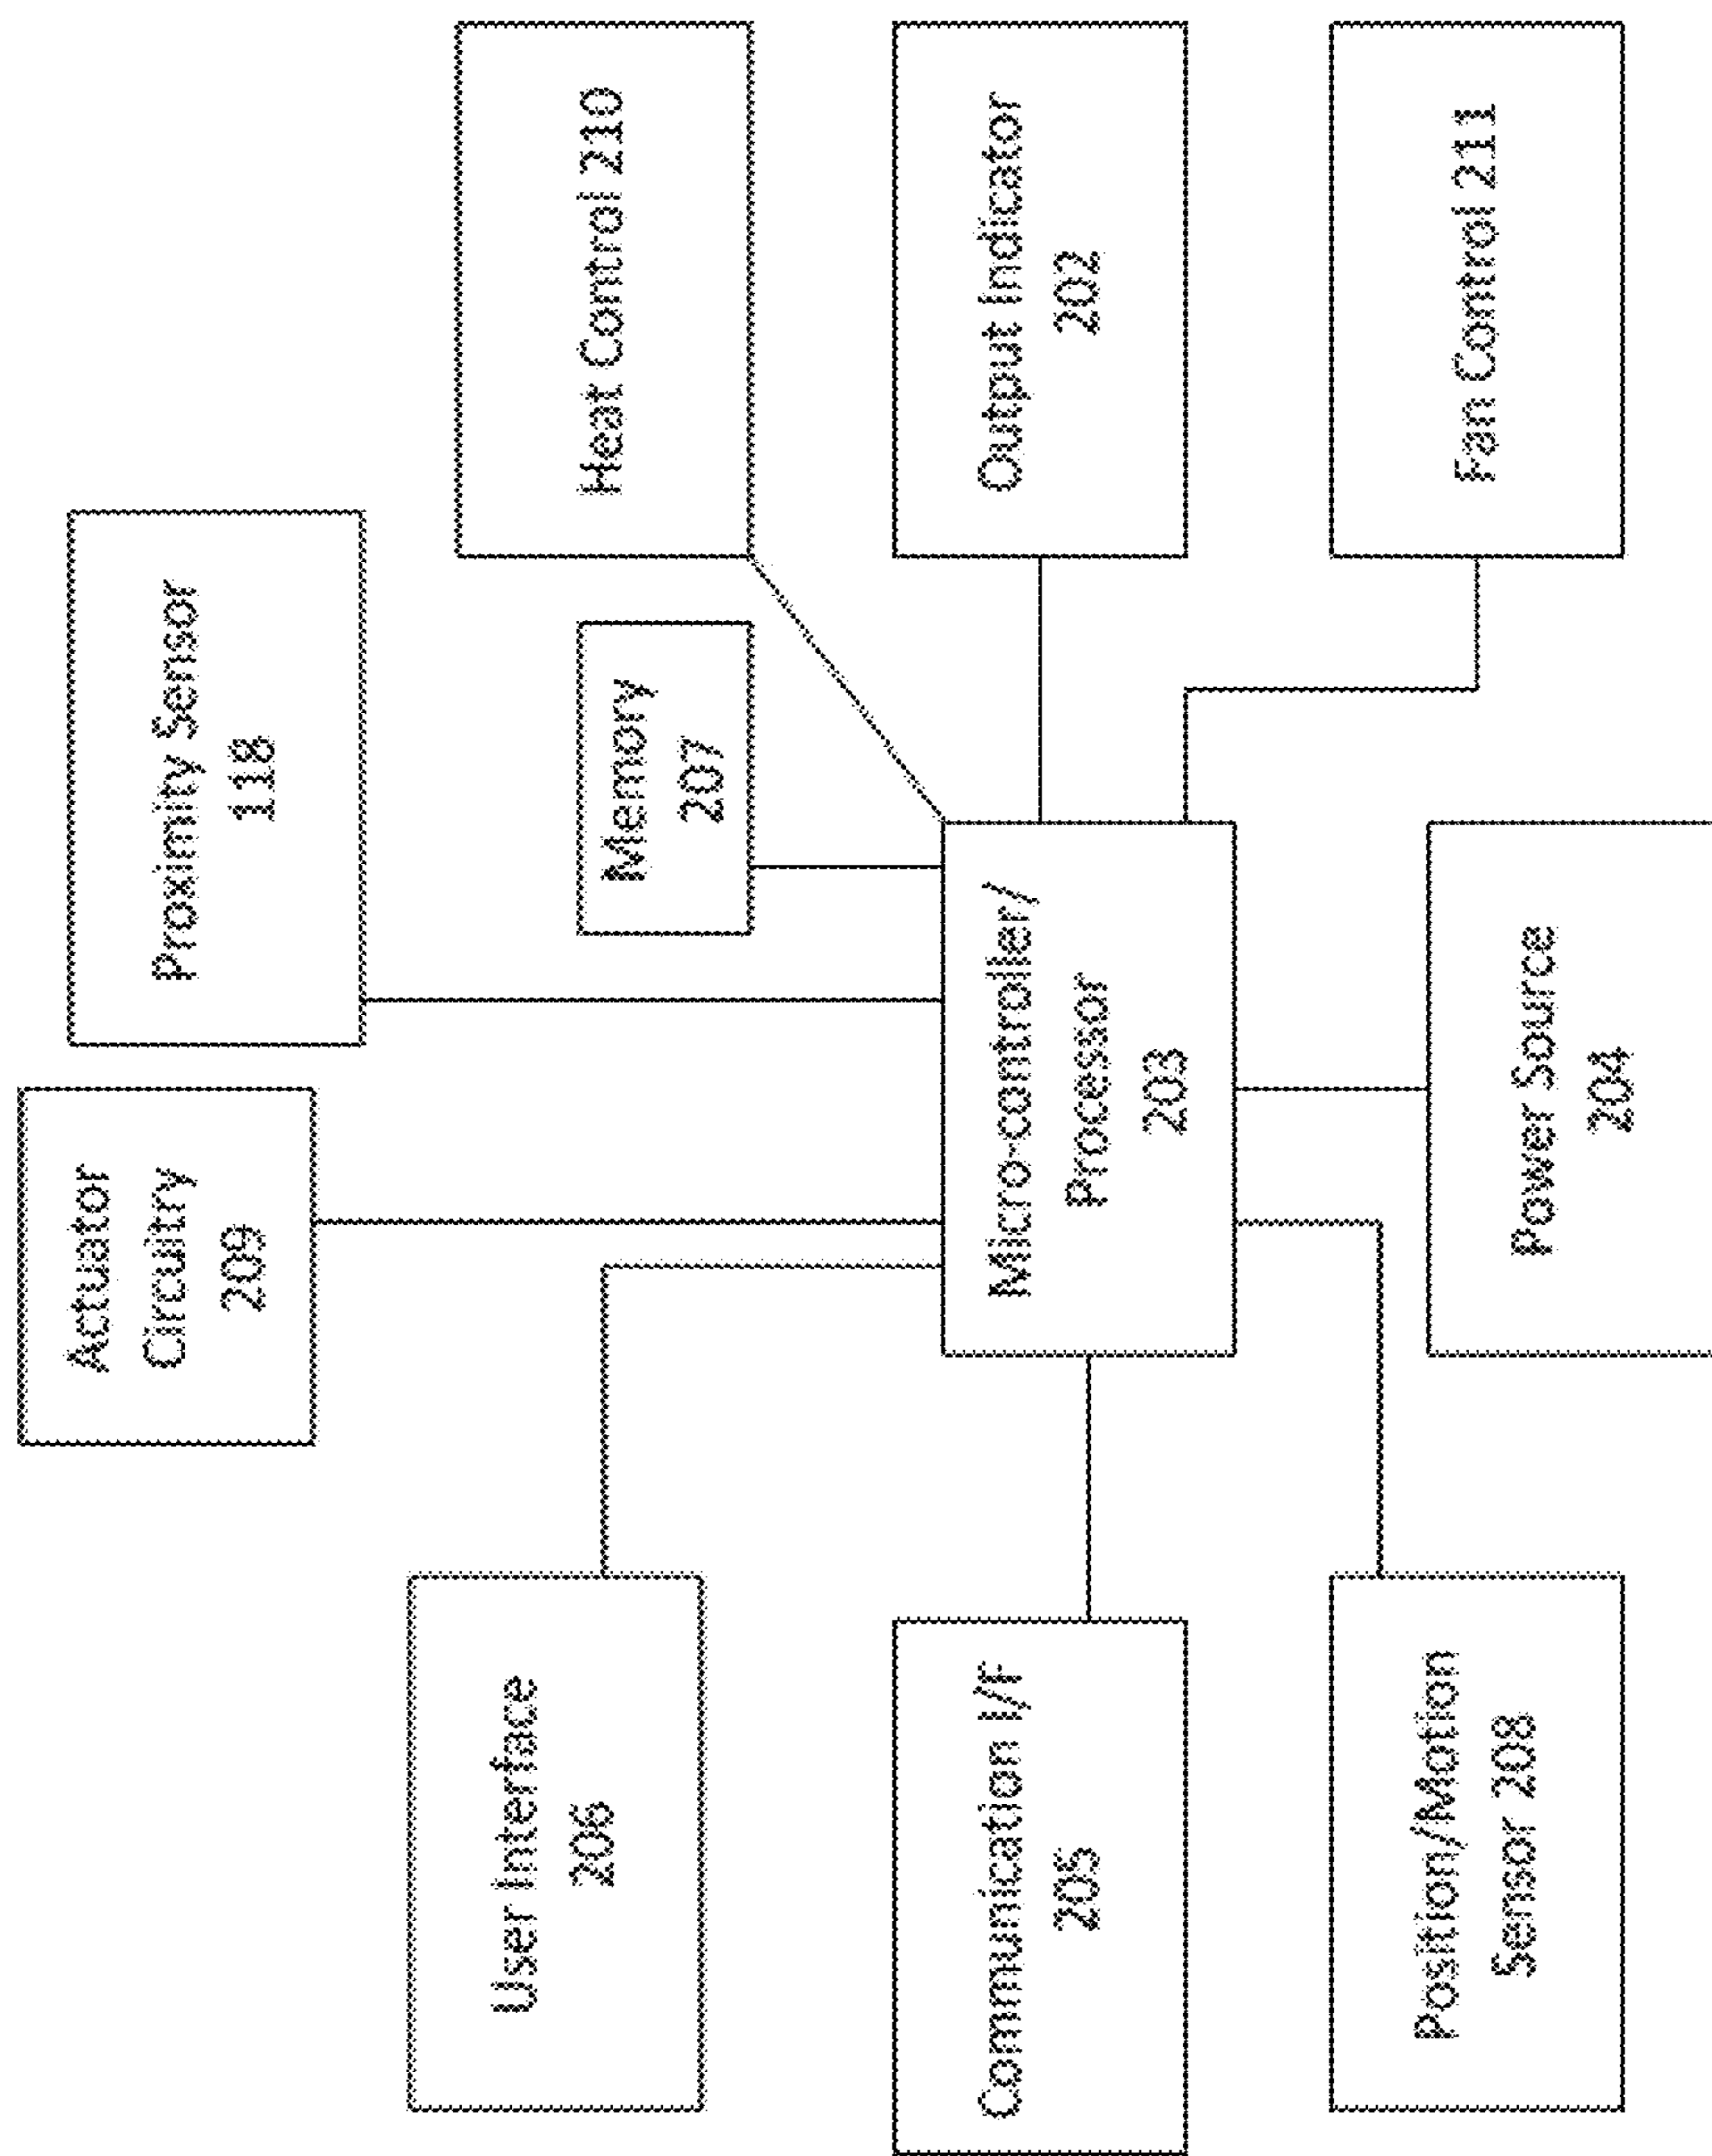 Actuator
Circuitry
209
Proximity Sensor
118
User Interface
206
Memory
207
Heat Control 210
Communication I/F
205
Micro-controller/
Processor
203
Output Indicator
202
Position/Motion
Sensor 208
Power Source
204
Fan Control 211